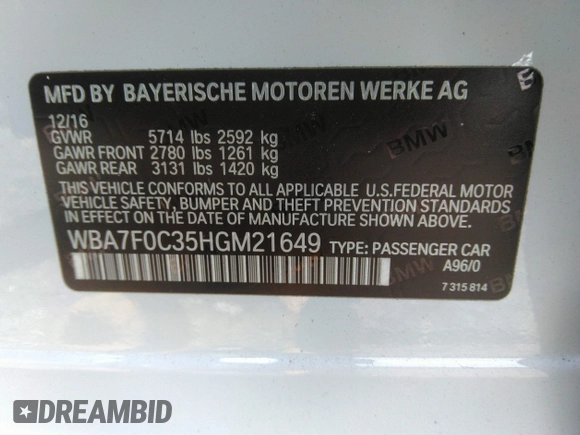 MFD BY BAYERISCHE MOTOREN WERKE AG
12/16
GVWR 5714 lbs 2592 kg
GAWR FRONT 2780 lbs 1261 kg
GAWR REAR 3131 lbs 1420 kg
THIS VEHICLE CONFORMS TO ALL APPLICABLE U.S.FEDERAL MOTOR
VEHICLE SAFETY, BUMPER AND THEFT PREVENTION STANDARDS
IN EFFECT ON THE DATE OF MANUFACTURE SHOWN ABOVE.
WBA7F0C35HGM21649 TYPE: PASSENGER CAR
A96/0
7 315 814
BMW
BMW
BMW
DREAMBID